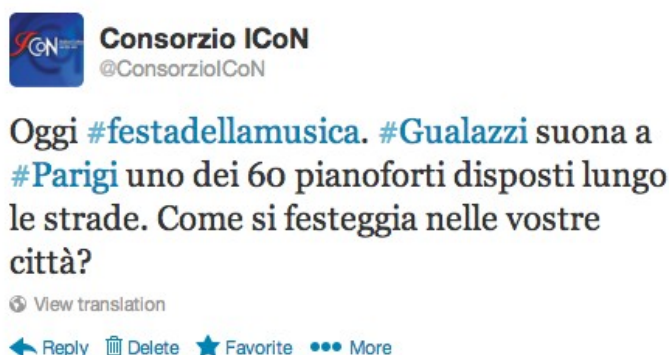 ICoN
Consorzio ICoN
@ConsorzioICoN
Oggi #festadellamusica. #Gualazzi suona a
#Parigi uno dei 60 pianoforti disposti lungo
le strade. Come si festeggia nelle vostre
città?
View translation
Reply Delete Favorite More